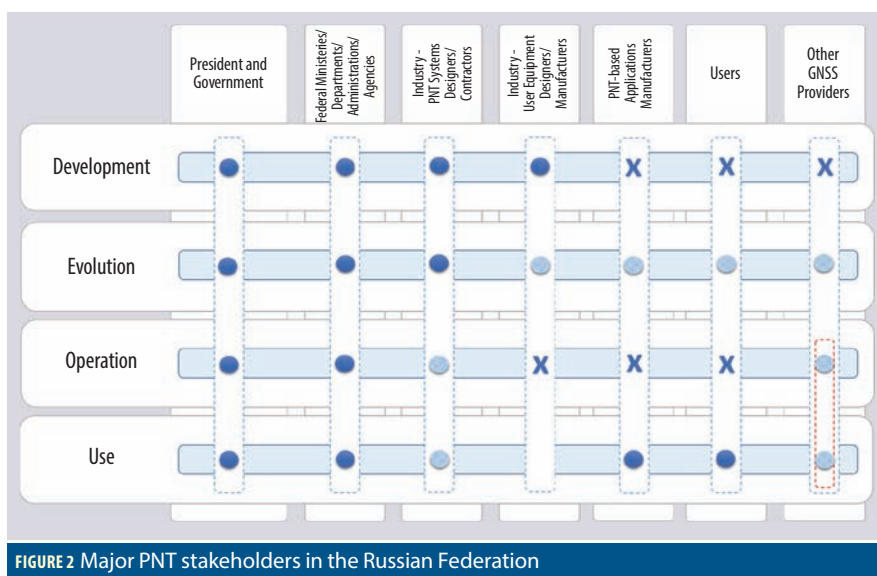 President and
Government
Federal Ministeries/
Departments/
Administrations/
Agencies
Industry -
PNT Systems
Designers/
Contractors
Industry -
User Equipment
Designers/
Manufacturers
PNT-based
Applications
Manufacturers
Users
Other
GNSS
Providers
Development
X X X
Evolution
Operation
X X X
Use
FIGURE 2 Major PNT stakeholders in the Russian Federation